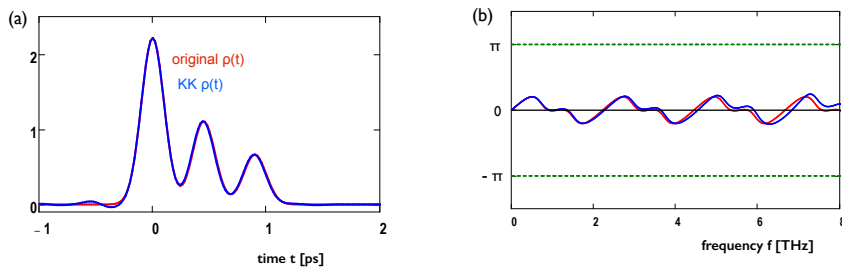 (a)
2
1
0
original ρ(t)
KK ρ(t)
– 1
0
1
2
time t [ps]
(b)
π
0
- π
0
2
4
6
8
frequency f [THz]